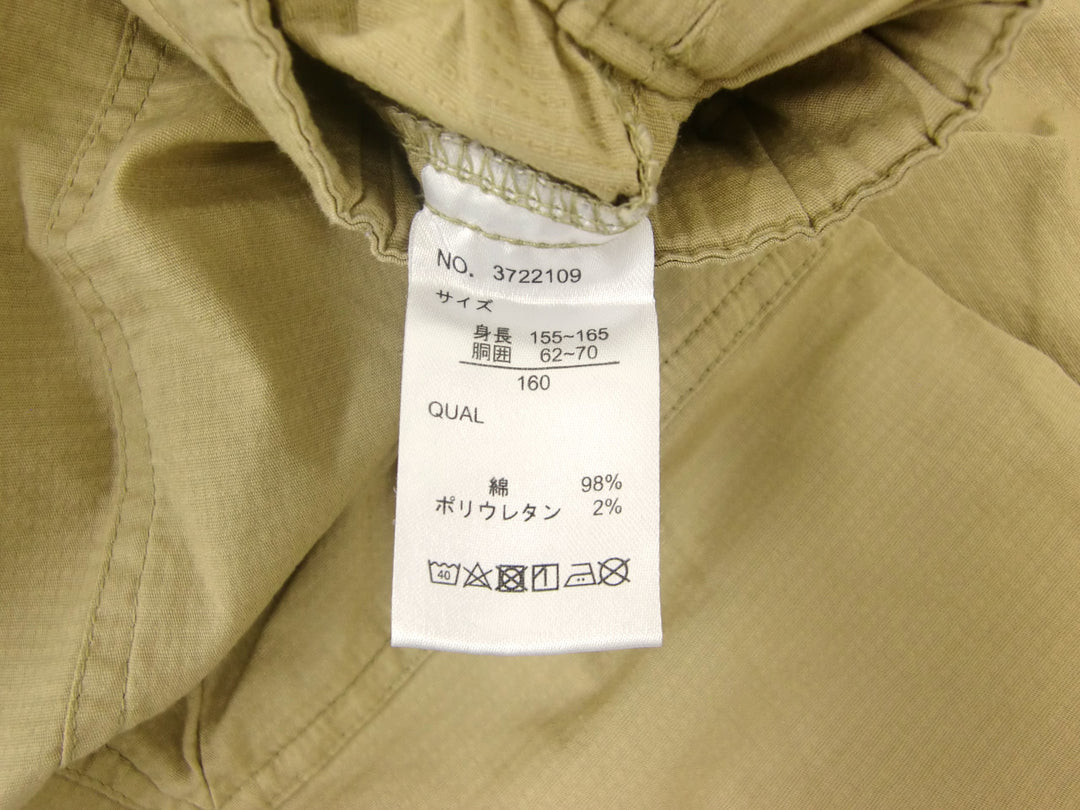 NO. 3722109
サイズ
身長 155~165
胴囲 62~70
160
QUAL
綿 98%
ポリウレタン 2%
40